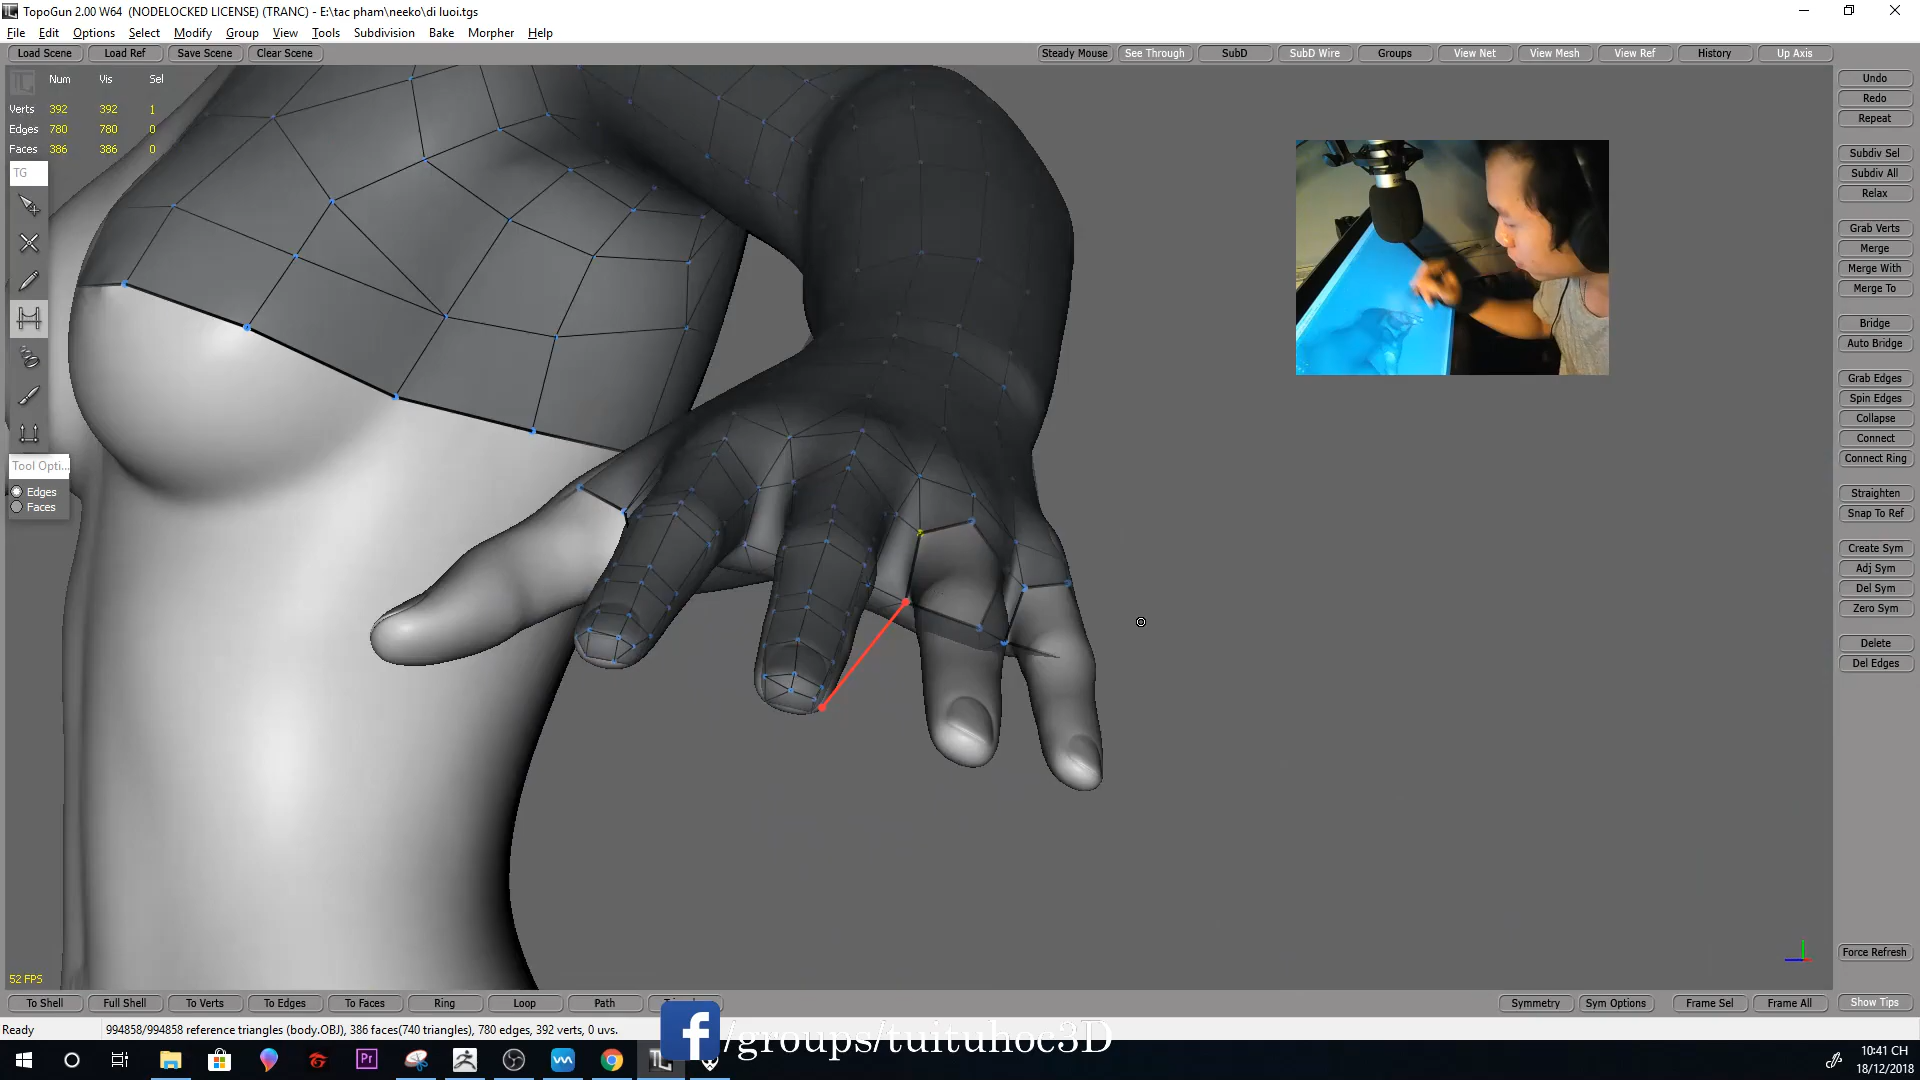 TopoGun 2.00 W64 (NODELOCKED LICENSE) (TRANC) - E:\tac pham\neeko\di luoi.tgs
File Edit Options Select Modify Group View Tools Subdivision Bake Morpher Help
Load Scene Load Ref Save Scene Clear Scene Steady Mouse See Through SubD SubD Wire Groups View Net View Mesh View Ref History Up Axis
Num Vis Sel
Verts 392 392 1
Edges 780 780 0
Faces 386 386 0
TG
Tool Opti...
Edges
Faces
Undo
Redo
Repeat
Subdiv Sel
Subdiv All
Relax
Grab Verts
Merge
Merge With
Merge To
Bridge
Auto Bridge
Grab Edges
Spin Edges
Collapse
Connect
Connect Ring
Straighten
Snap To Ref
Create Sym
Adj Sym
Del Sym
Zero Sym
Delete
Del Edges
Force Refresh
52 FPS
To Shell Full Shell To Verts To Edges To Faces Ring Loop Path Symmetry Sym Options Frame Sel Frame All Show Tips
Ready 994858/994858 reference triangles (body.OBJ), 386 faces(740 triangles), 780 edges, 392 verts, 0 uvs.
/groups/tuituhoc3D
10:41 CH
18/12/2018